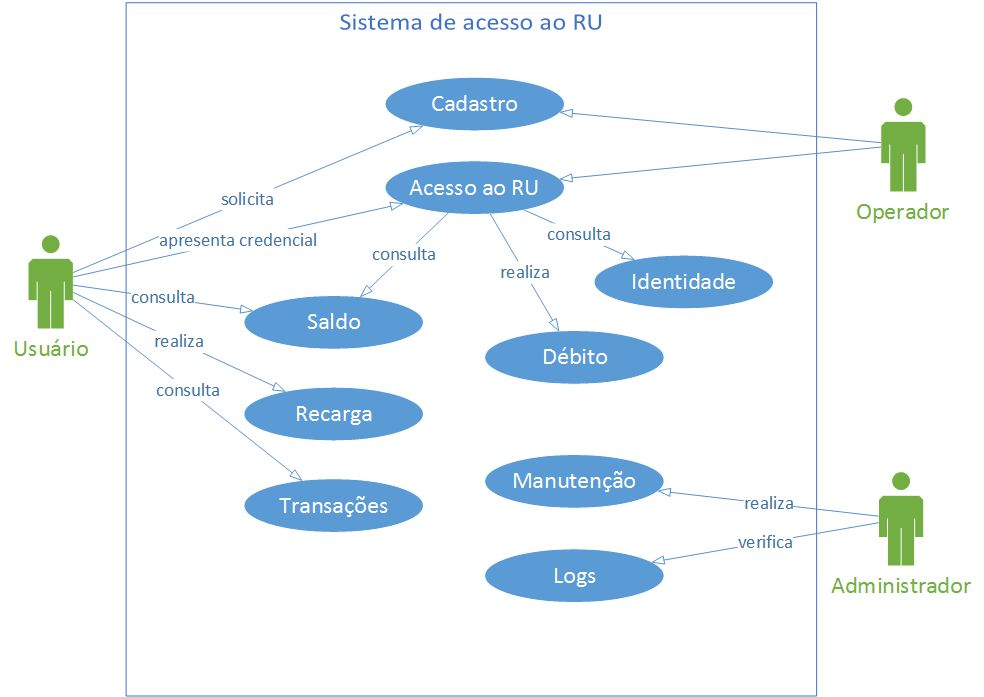 Sistema de acesso ao RU
Cadastro
Acesso ao RU
solicita
Operador
apresenta credencial
consulta
consulta
realiza
Identidade
consulta
Saldo
Usuário
realiza
Débito
consulta
Recarga
Manutenção
realiza
Transações
verifica
Logs
Administrador